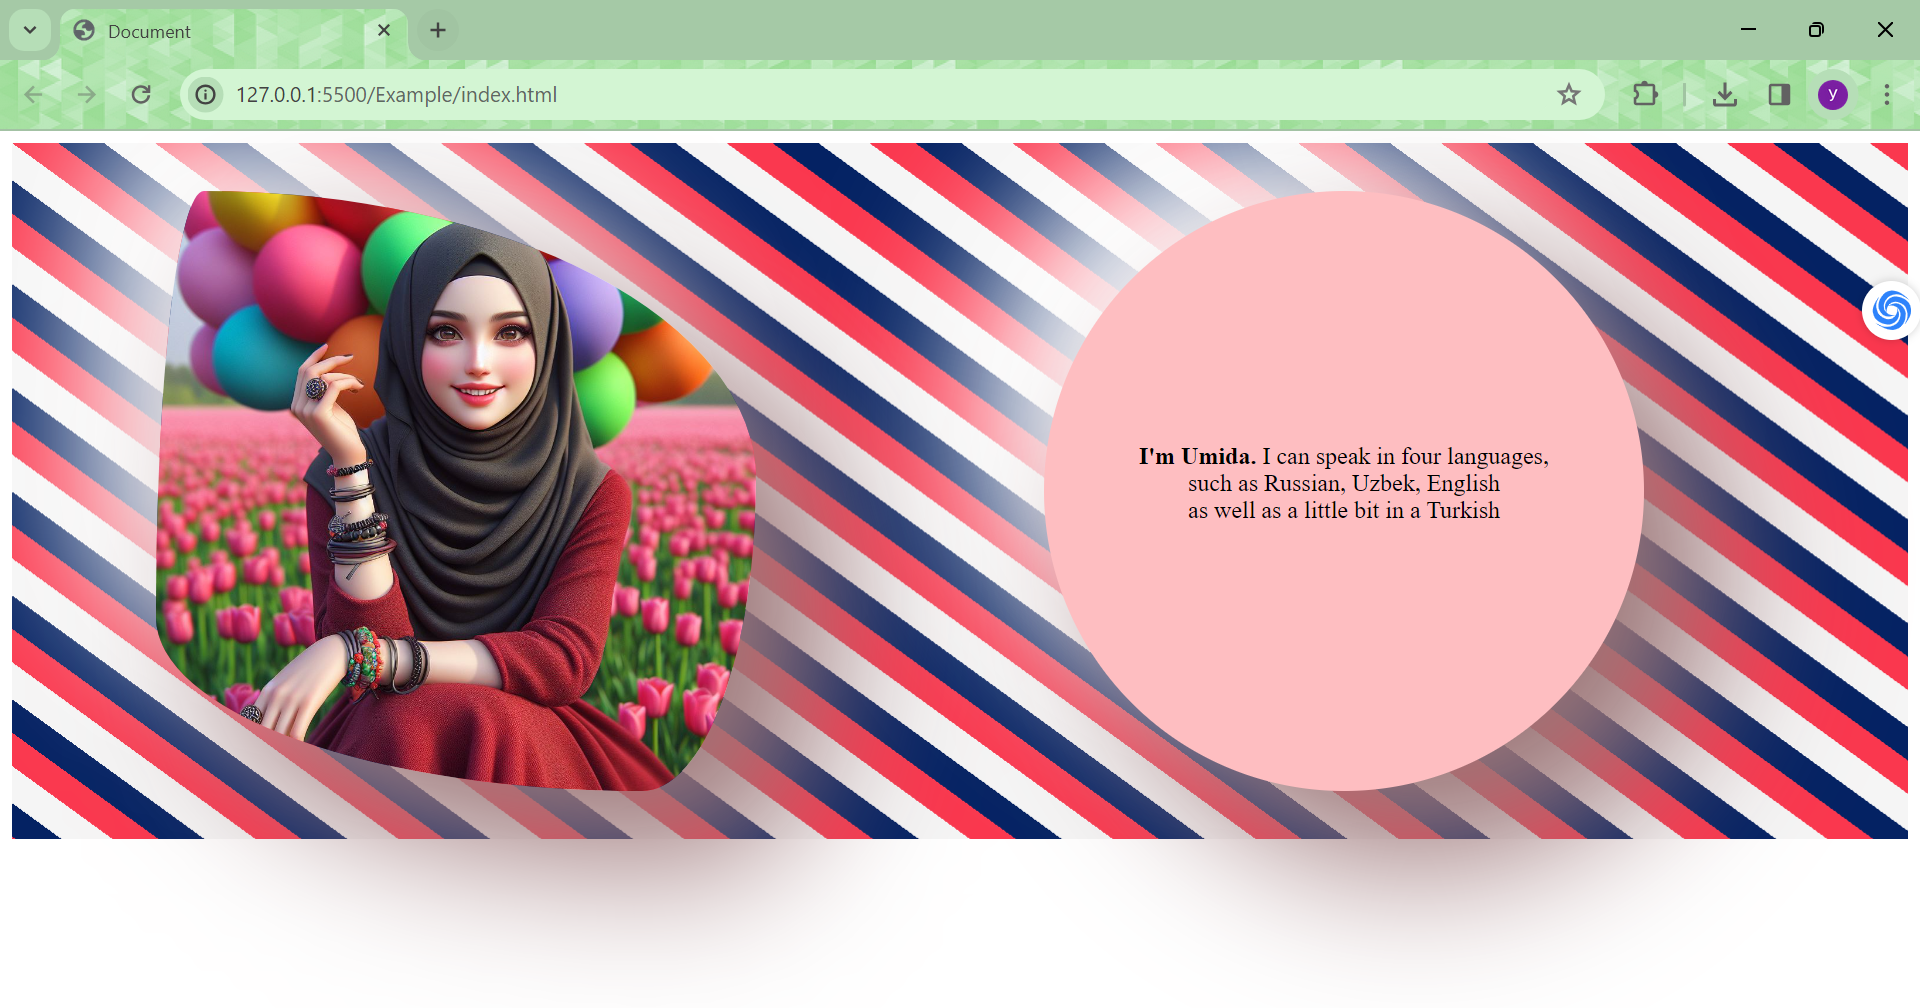 Document
127.0.0.1:5500/Example/index.html
y
I'm Umida. I can speak in four languages,
such as Russian, Uzbek, English
as well as a little bit in a Turkish